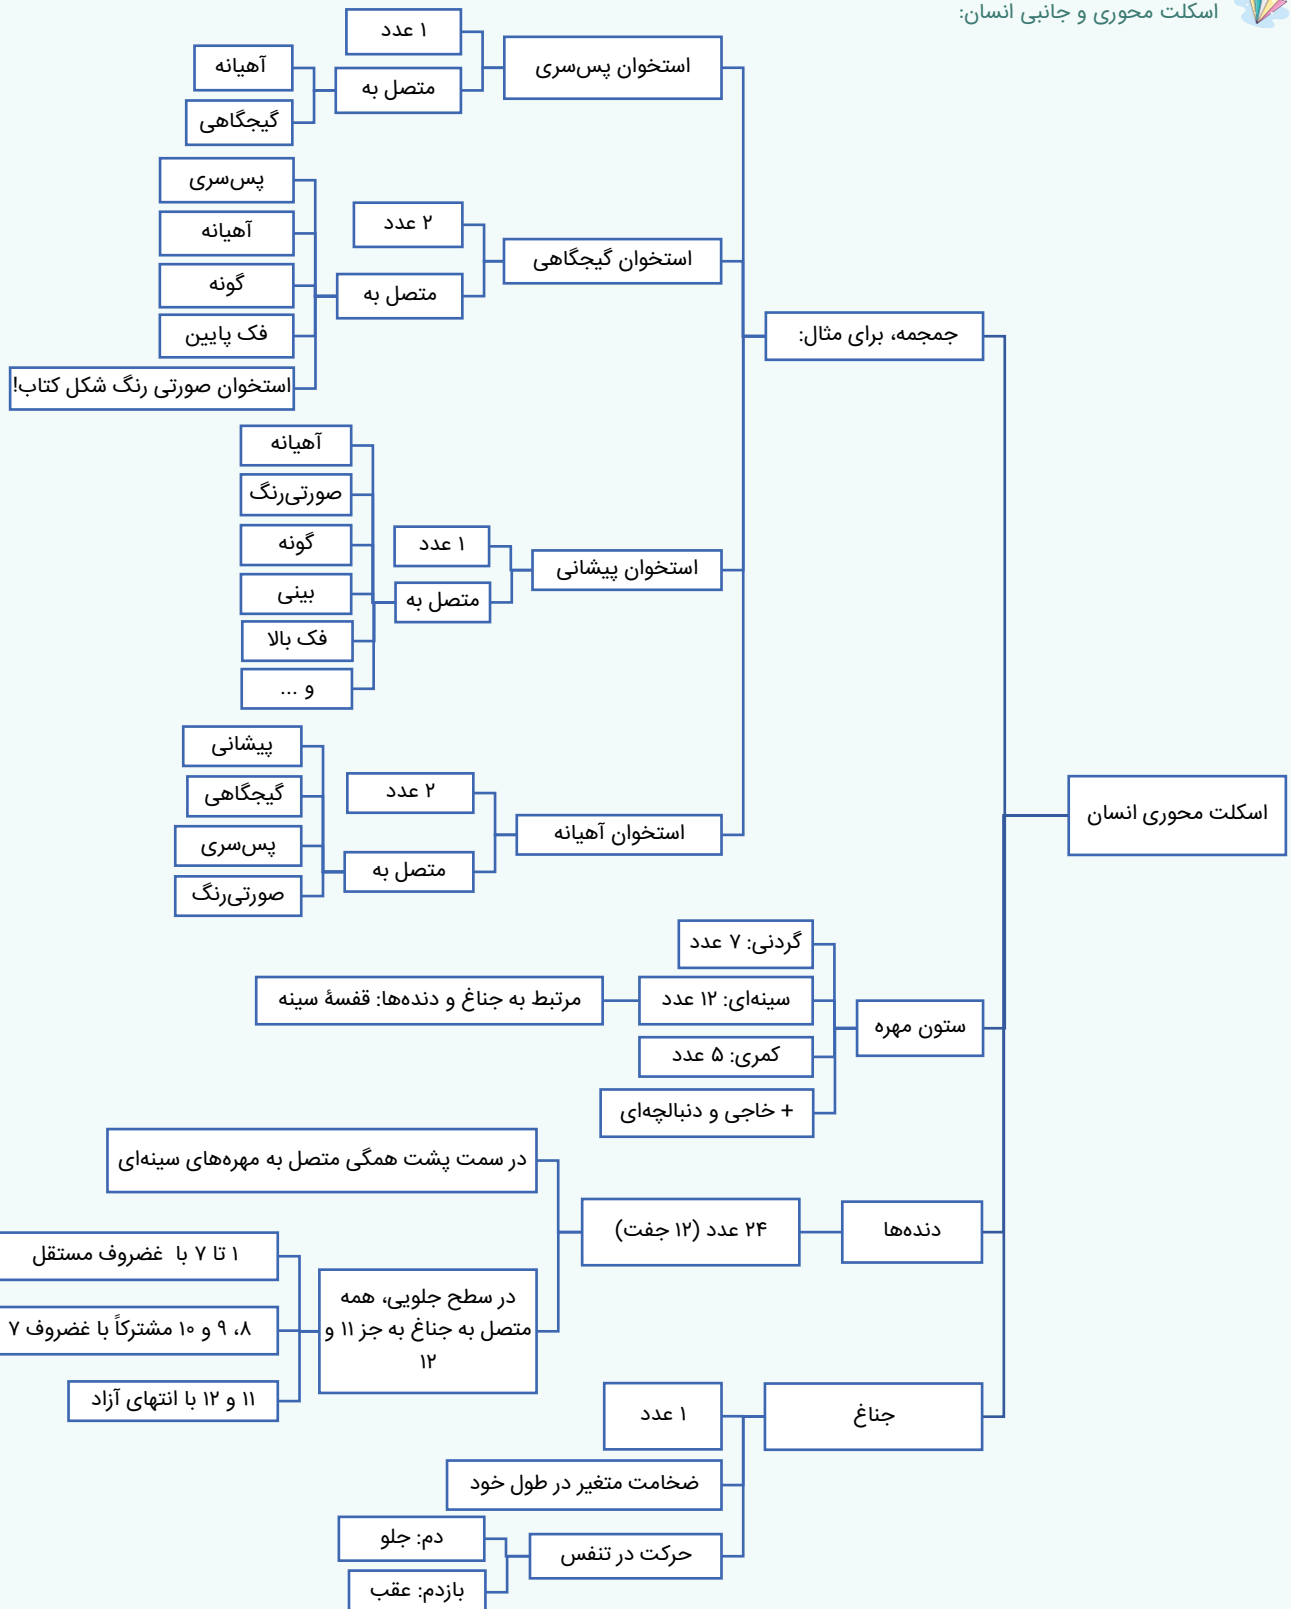 اسکلت محوری و جانبی انسان:
اسکلت محوری انسان
جمجمه، برای مثال:
استخوان پس‌سری
۱ عدد
متصل به
آهیانه
گیجگاهی
استخوان گیجگاهی
۲ عدد
متصل به
پس‌سری
آهیانه
گونه
فک پایین
استخوان صورتی رنگ شکل کتاب!
استخوان پیشانی
۱ عدد
متصل به
آهیانه
صورتی‌رنگ
گونه
بینی
فک بالا
و ...
استخوان آهیانه
۲ عدد
متصل به
پیشانی
گیجگاهی
پس‌سری
صورتی‌رنگ
ستون مهره
گردنی: ۷ عدد
سینه‌ای: ۱۲ عدد
مرتبط به جناغ و دنده‌ها: قفسهٔ سینه
کمری: ۵ عدد
+ خاجی و دنبالچه‌ای
دنده‌ها
۲۴ عدد (۱۲ جفت)
در سمت پشت همگی متصل به مهره‌های سینه‌ای
در سطح جلویی، همه
متصل به جناغ به جز ۱۱ و
۱۲
۱ تا ۷ با غضروف مستقل
۸، ۹ و ۱۰ مشترکاً با غضروف ۷
۱۱ و ۱۲ با انتهای آزاد
جناغ
۱ عدد
ضخامت متغیر در طول خود
حرکت در تنفس
دم: جلو
بازدم: عقب